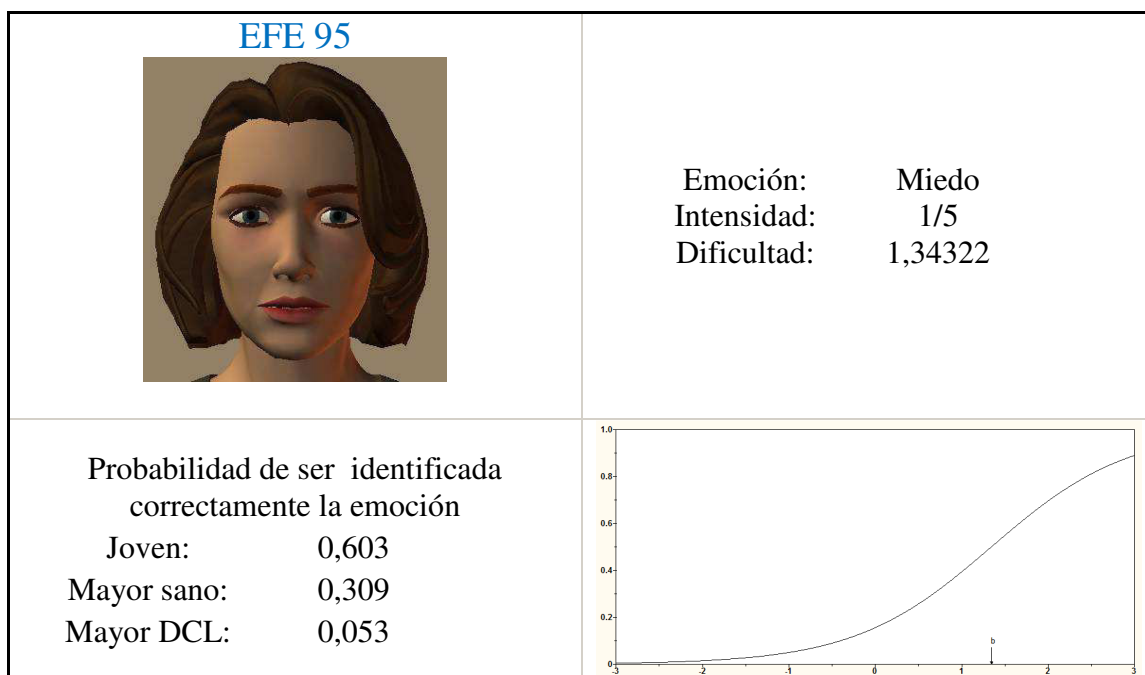 EFE 95
Emoción: Miedo
Intensidad: 1/5
Dificultad: 1,34322
Probabilidad de ser identificada
correctamente la emoción
Joven: 0,603
Mayor sano: 0,309
Mayor DCL: 0,053
1.0
0.8
0.6
0.4
0.2
0
b
-3 -2 -1 0 1 2 3